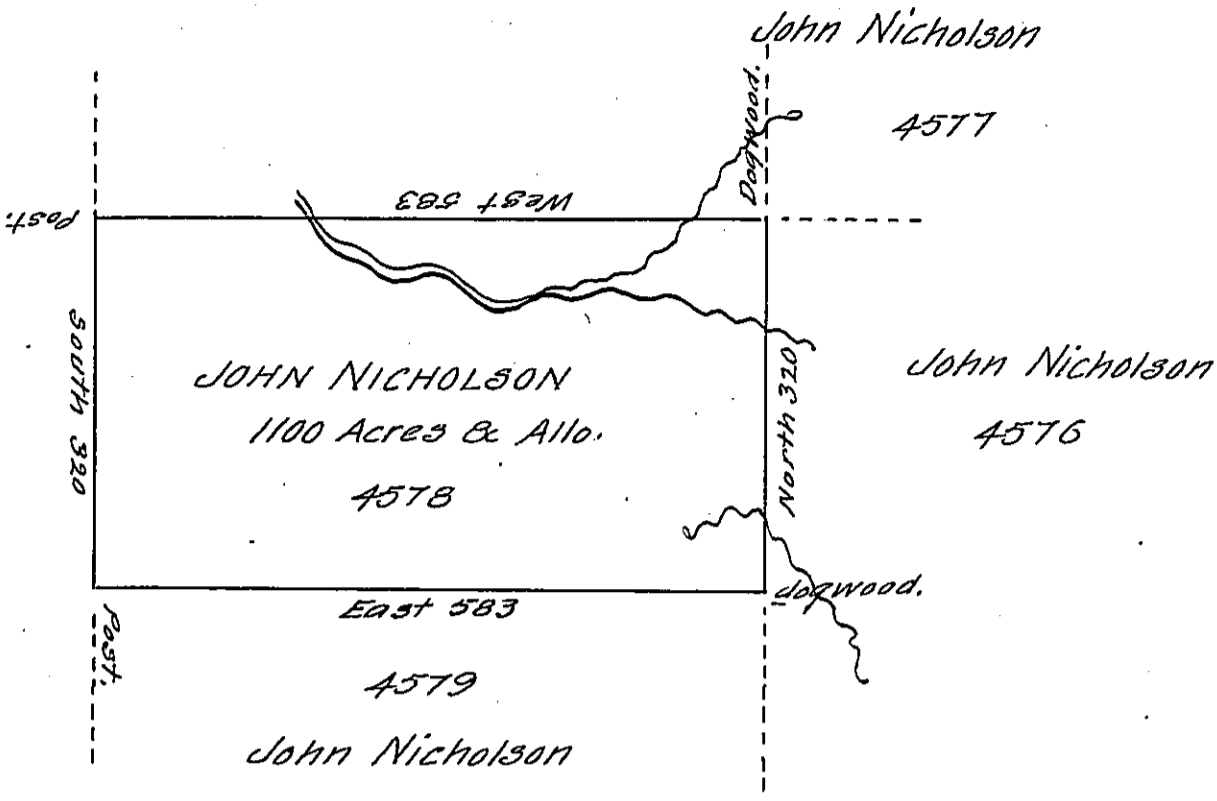 John Nicholson
4577
Dogwood.
West 583
Post.
South 320
JOHN NICHOLSON
1100 Acres & Allo.
4578
North 320
John Nicholson
4576
dogwood.
East 583
Post.
4579
John Nicholson